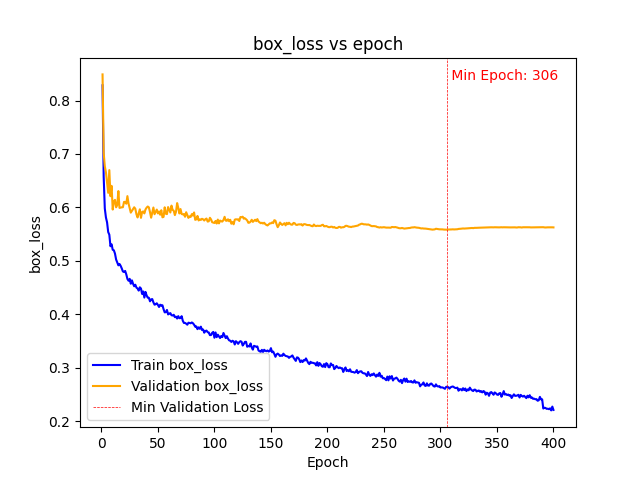 box_loss vs epoch
Min Epoch: 306
0.8
0.7
0.6
0.5
0.4
0.3
0.2
box_loss
Train box_loss
Validation box_loss
Min Validation Loss
0 50 100 150 200 250 300 350 400
Epoch